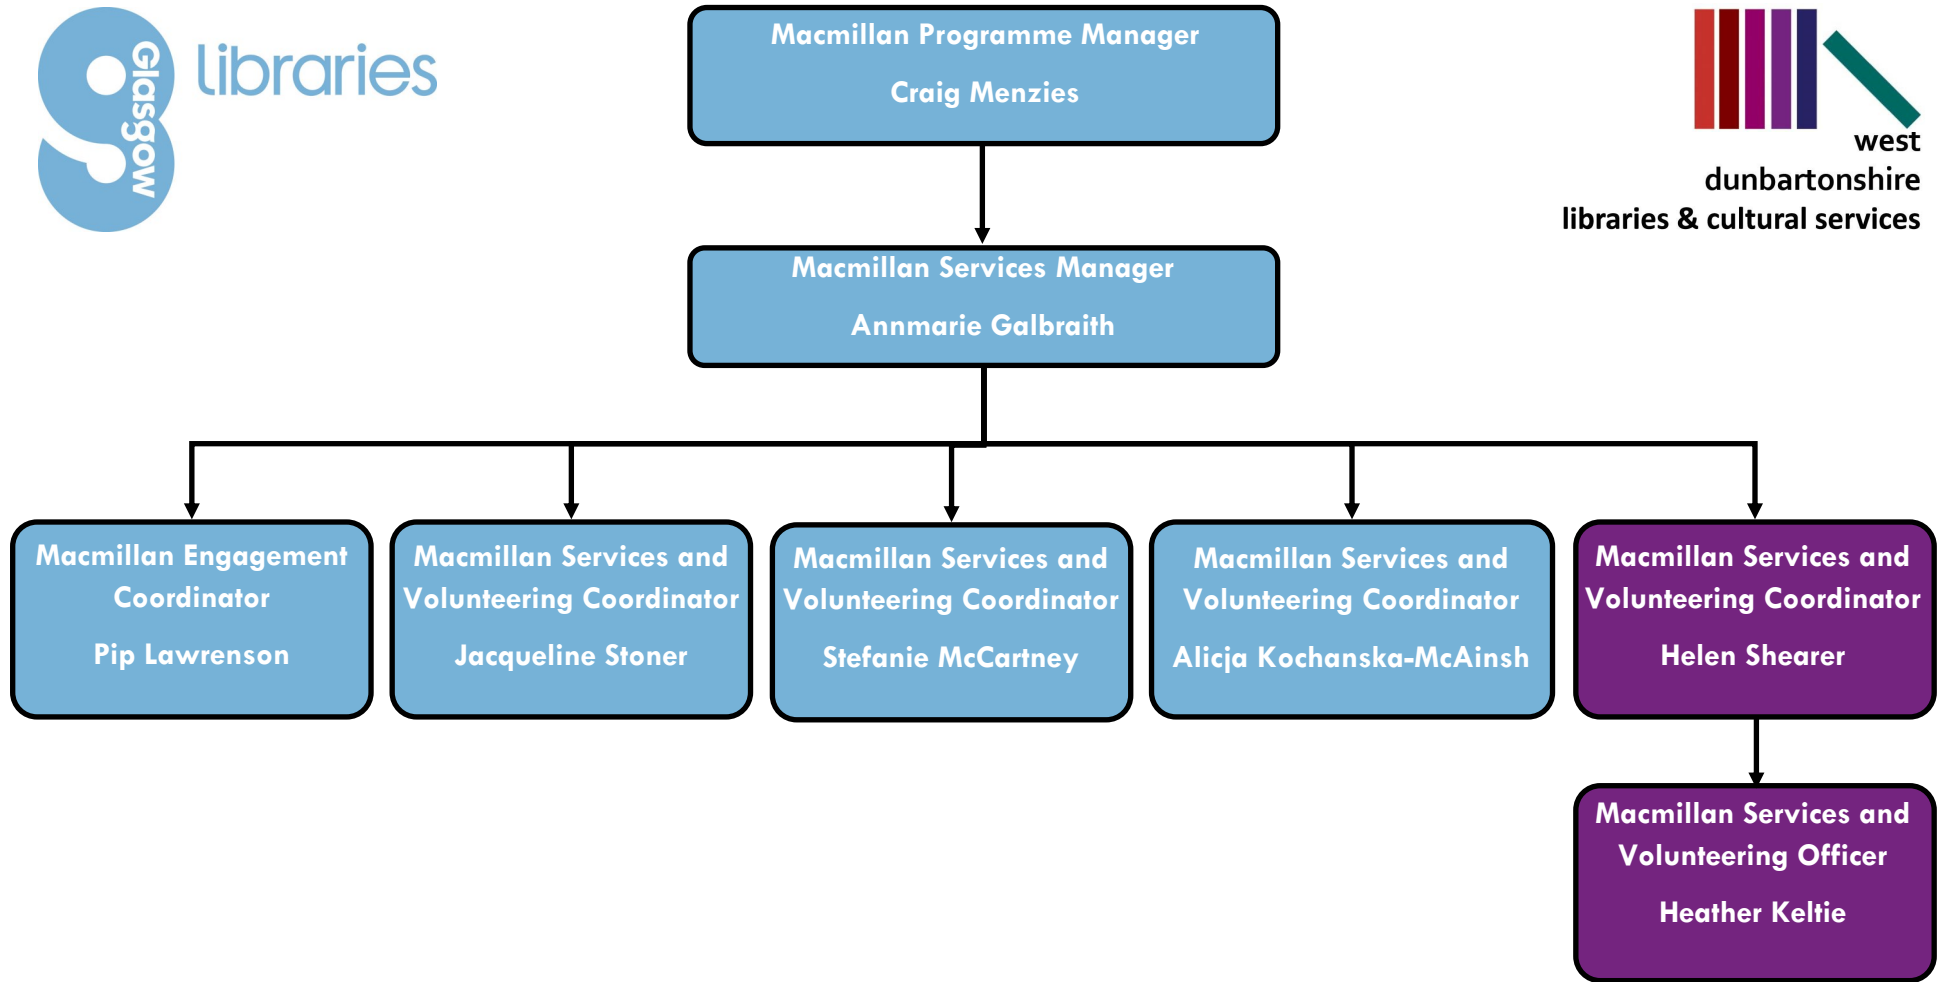 Glasgow
libraries
Macmillan Programme Manager
Craig Menzies
west
dunbartonshire
libraries & cultural services
Macmillan Services Manager
Annmarie Galbraith
Macmillan Engagement
Coordinator
Pip Lawrenson
Macmillan Services and
Volunteering Coordinator
Jacqueline Stoner
Macmillan Services and
Volunteering Coordinator
Stefanie McCartney
Macmillan Services and
Volunteering Coordinator
Alicja Kochanska-McAinsh
Macmillan Services and
Volunteering Coordinator
Helen Shearer
Macmillan Services and
Volunteering Officer
Heather Keltie